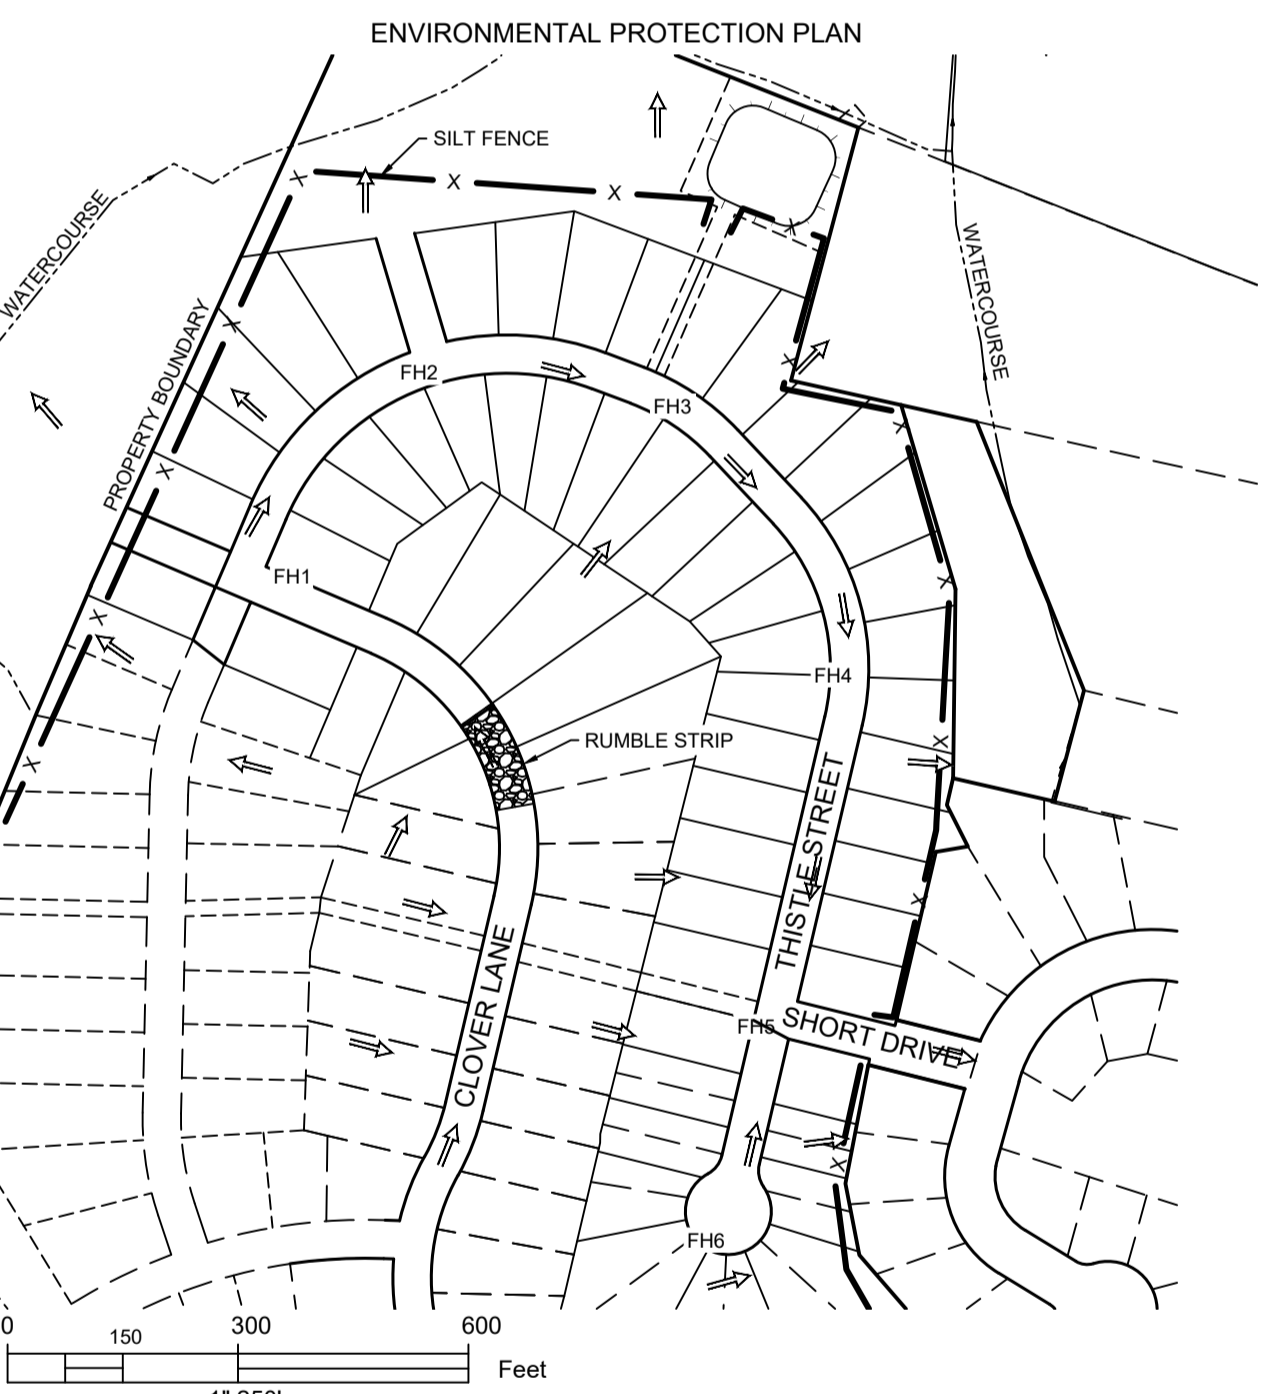 ENVIRONMENTAL PROTECTION PLAN
SILT FENCE
WATERCOURSE
WATERCOURSE
PROPERTY BOUNDARY
FH2
FH3
FH1
FH4
RUMBLE STRIP
THISTLE STREET
CLOVER LANE
FH5
SHORT DRIVE
FH6
0
150
300
600
Feet